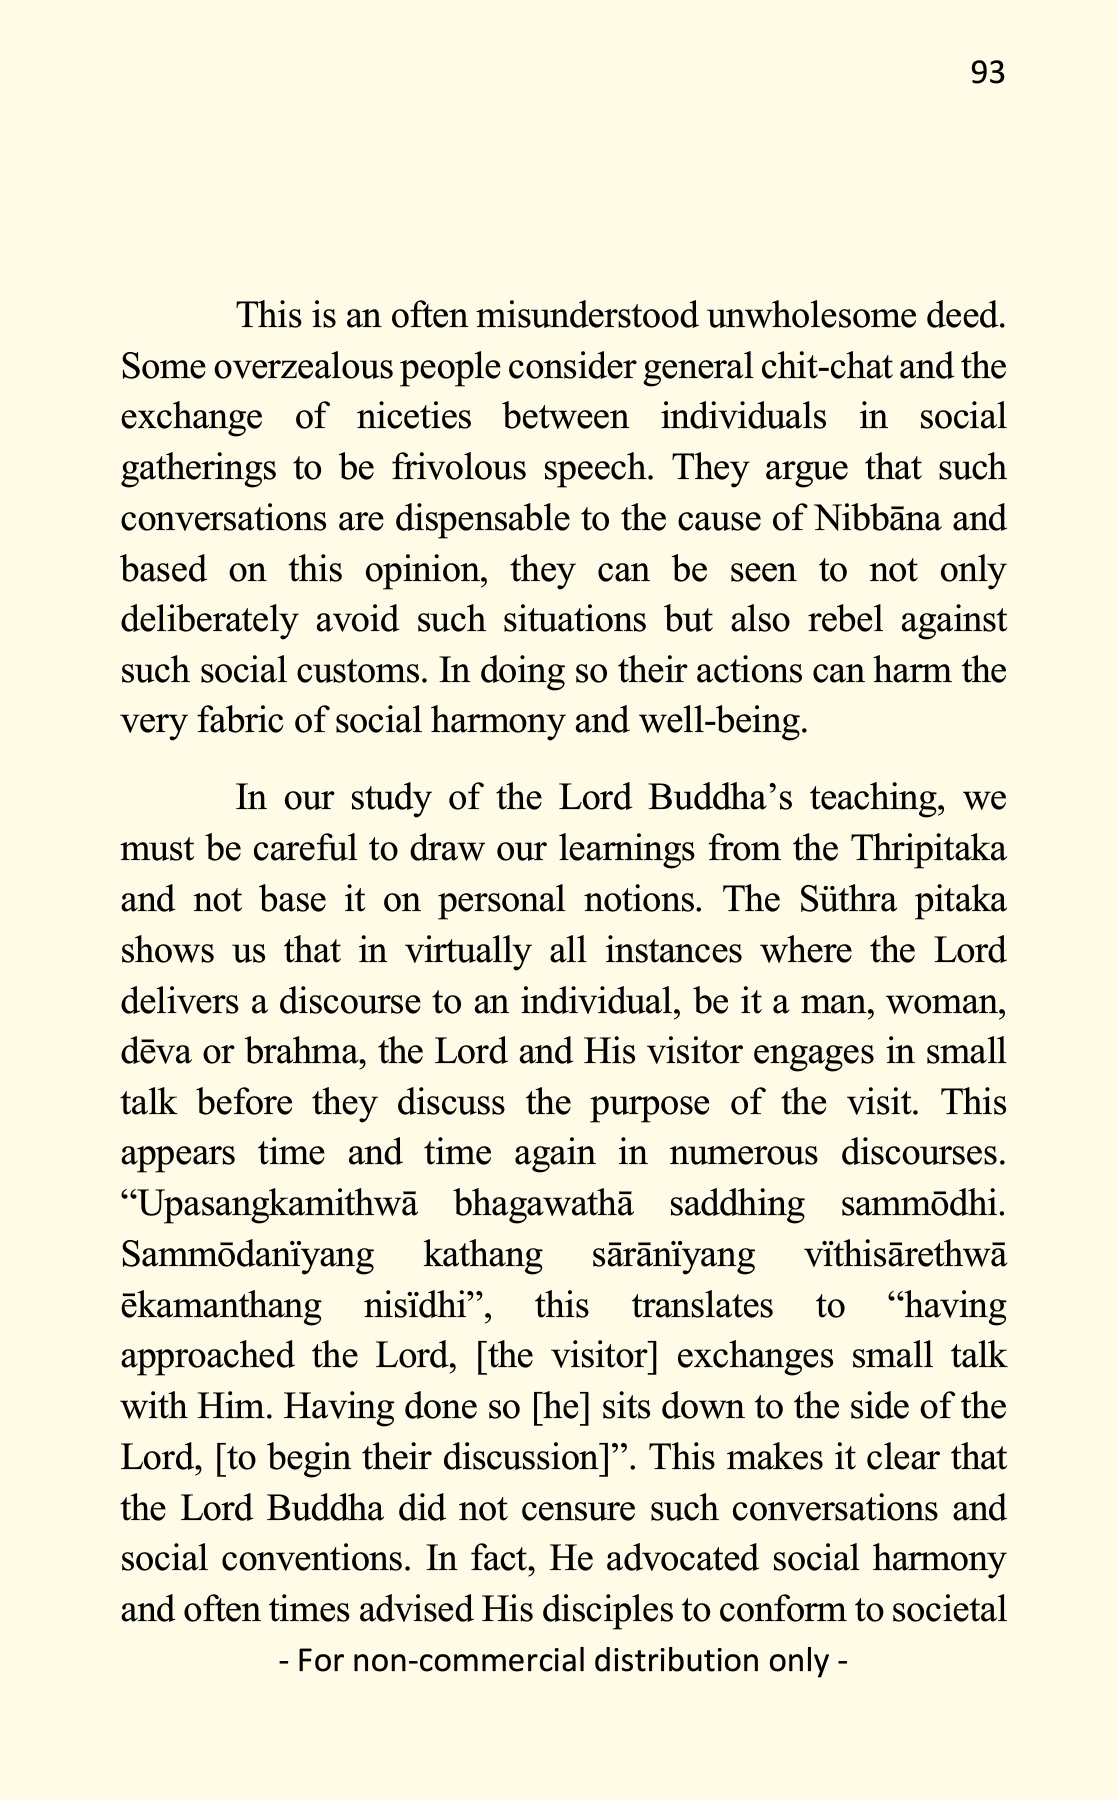 93
This is an often misunderstood unwholesome deed.
Some overzealous people consider general chit-chat and the
exchange of niceties between individuals in social
gatherings to be frivolous speech. They argue that such
conversations are dispensable to the cause of Nibbāna and
based on this opinion, they can be seen to not only
deliberately avoid such situations but also rebel against
such social customs. In doing so their actions can harm the
very fabric of social harmony and well-being.
In our study of the Lord Buddha’s teaching, we
must be careful to draw our learnings from the Thripitaka
and not base it on personal notions. The Süthra pitaka
shows us that in virtually all instances where the Lord
delivers a discourse to an individual, be it a man, woman,
dēva or brahma, the Lord and His visitor engages in small
talk before they discuss the purpose of the visit. This
appears time and time again in numerous discourses.
“Upasangkamithwā bhagawathā saddhing sammōdhi.
Sammōdanïyang kathang sārānïyang vïthisārethwā
ēkamanthang nisïdhi”, this translates to “having
approached the Lord, [the visitor] exchanges small talk
with Him. Having done so [he] sits down to the side of the
Lord, [to begin their discussion]”. This makes it clear that
the Lord Buddha did not censure such conversations and
social conventions. In fact, He advocated social harmony
and often times advised His disciples to conform to societal
- For non-commercial distribution only -